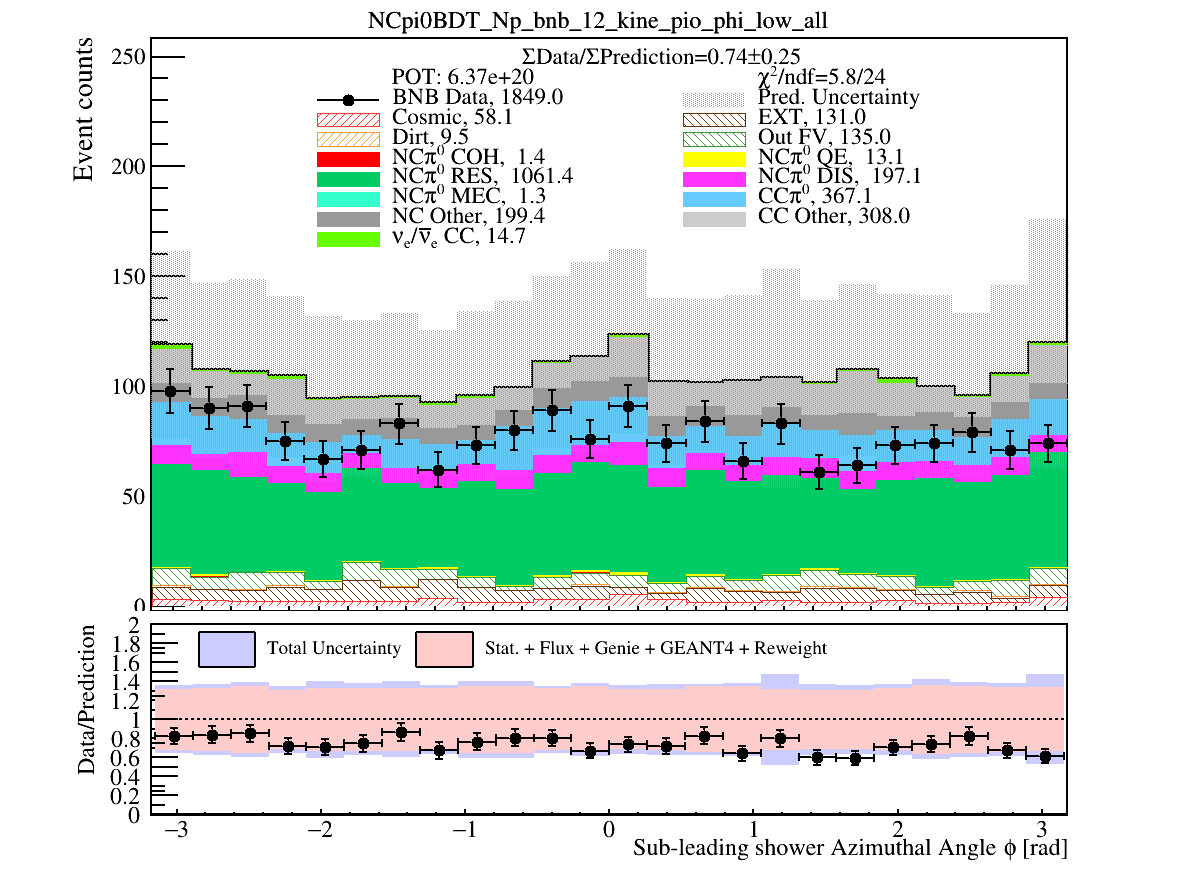 NCpi0BDT_Np_bnb_12_kine_pio_phi_low_all
ΣData/ΣPrediction=0.74±0.25
POT: 6.37e+20
χ²/ndf=5.8/24
BNB Data, 1849.0
Pred. Uncertainty
Cosmic, 58.1
EXT, 131.0
Dirt, 9.5
Out FV, 135.0
NCπ⁰ COH, 1.4
NCπ⁰ QE, 13.1
NCπ⁰ RES, 1061.4
NCπ⁰ DIS, 197.1
NCπ⁰ MEC, 1.3
CCπ⁰, 367.1
NC Other, 199.4
CC Other, 308.0
νₑ/ν̅ₑ CC, 14.7
Event counts
250
200
150
100
50
0
Total Uncertainty
Stat. + Flux + Genie + GEANT4 + Reweight
Data/Prediction
2
1.8
1.6
1.4
1.2
1
0.8
0.6
0.4
0.2
0
−3 −2 −1 0 1 2 3
Sub-leading shower Azimuthal Angle ϕ [rad]